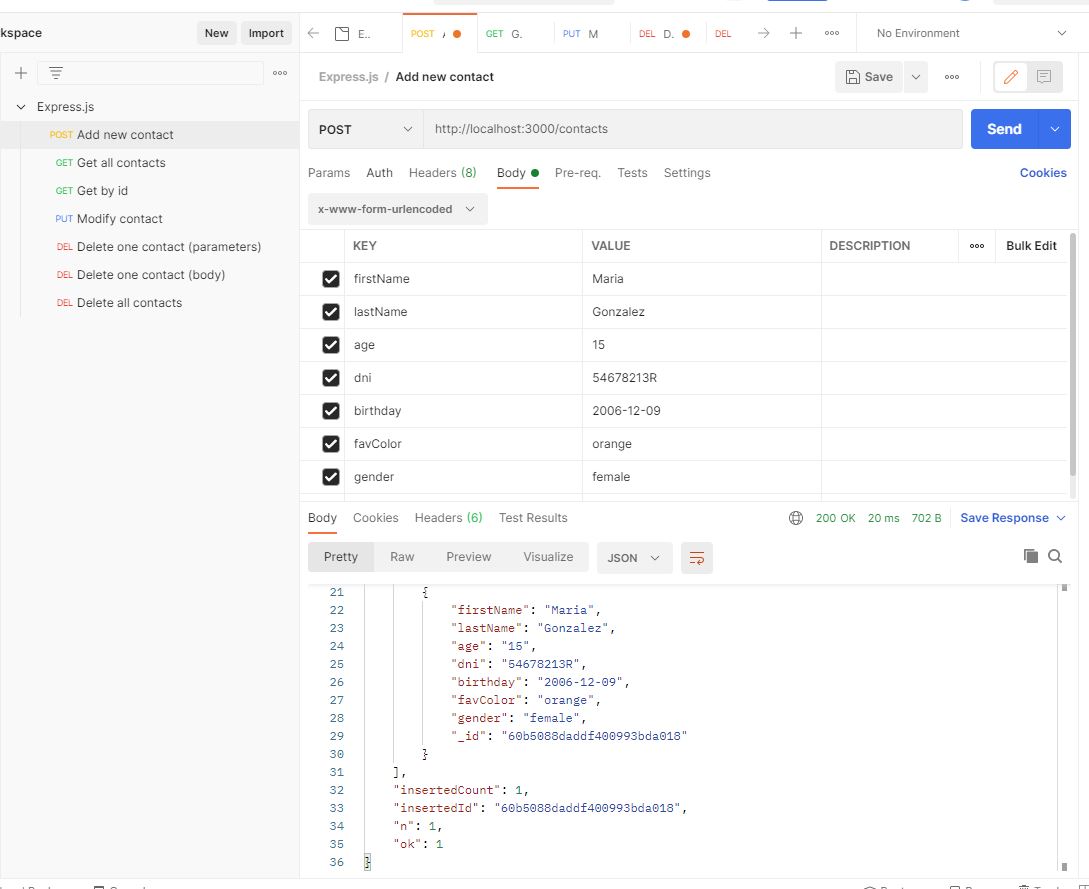 kspace New Import E.. POST GET G. PUT M DEL D. DEL No Environment
Express.js / Add new contact Save
Express.js
POST Add new contact
GET Get all contacts
GET Get by id
PUT Modify contact
DEL Delete one contact (parameters)
DEL Delete one contact (body)
DEL Delete all contacts
POST http://localhost:3000/contacts Send
Params Auth Headers (8) Body Pre-req. Tests Settings Cookies
x-www-form-urlencoded
KEY VALUE DESCRIPTION Bulk Edit
firstName Maria
lastName Gonzalez
age 15
dni 54678213R
birthday 2006-12-09
favColor orange
gender female
Body Cookies Headers (6) Test Results 200 OK 20 ms 702 B Save Response
Pretty Raw Preview Visualize JSON
21 {
22 "firstName": "Maria",
23 "lastName": "Gonzalez",
24 "age": "15",
25 "dni": "54678213R",
26 "birthday": "2006-12-09",
27 "favColor": "orange",
28 "gender": "female",
29 "_id": "60b5088daddf400993bda018"
30 }
31 ],
32 "insertedCount": 1,
33 "insertedId": "60b5088daddf400993bda018",
34 "n": 1,
35 "ok": 1
36 }